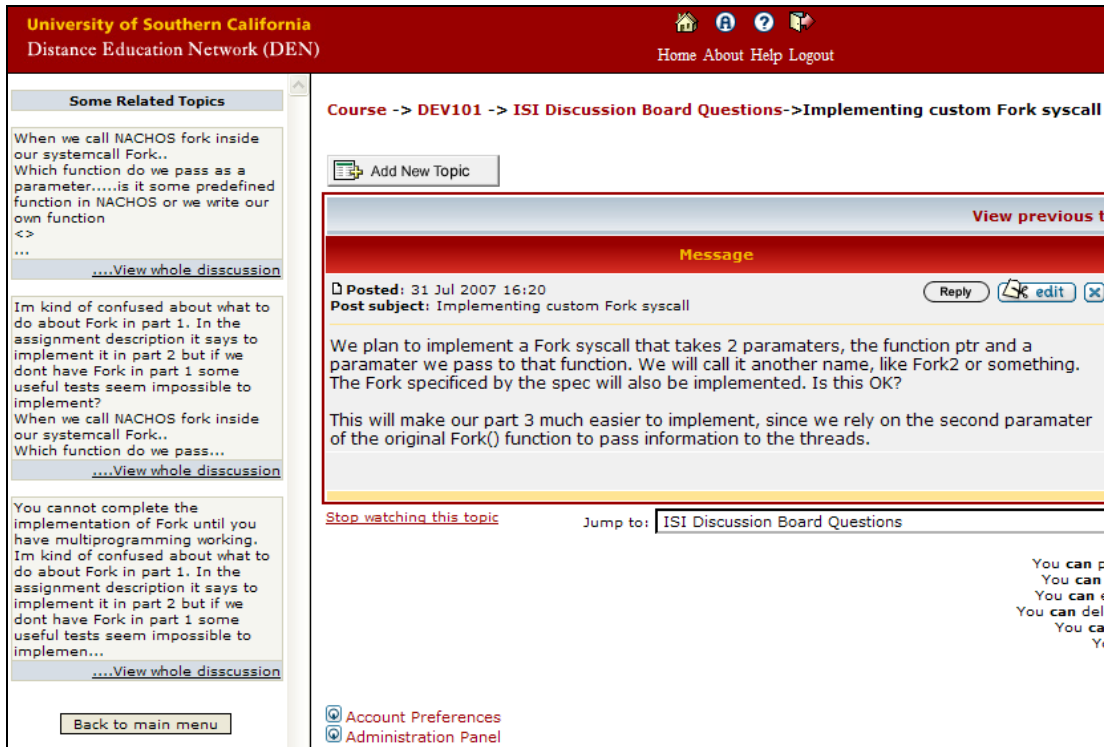 University of Southern California
Distance Education Network (DEN)
Home About Help Logout
Some Related Topics
When we call NACHOS fork inside
our systemcall Fork..
Which function do we pass as a
parameter.....is it some predefined
function in NACHOS or we write our
own function
<>
...
....View whole disscussion
Im kind of confused about what to
do about Fork in part 1. In the
assignment description it says to
implement it in part 2 but if we
dont have Fork in part 1 some
useful tests seem impossible to
implement?
When we call NACHOS fork inside
our systemcall Fork..
Which function do we pass...
....View whole disscussion
You cannot complete the
implementation of Fork until you
have multiprogramming working.
Im kind of confused about what to
do about Fork in part 1. In the
assignment description it says to
implement it in part 2 but if we
dont have Fork in part 1 some
useful tests seem impossible to
implemen...
....View whole disscussion
Back to main menu
Course -> DEV101 -> ISI Discussion Board Questions->Implementing custom Fork syscall
Add New Topic
View previous t
Message
Posted: 31 Jul 2007 16:20
Reply edit
Post subject: Implementing custom Fork syscall
We plan to implement a Fork syscall that takes 2 paramaters, the function ptr and a
paramater we pass to that function. We will call it another name, like Fork2 or something.
The Fork specificed by the spec will also be implemented. Is this OK?
This will make our part 3 much easier to implement, since we rely on the second paramater
of the original Fork() function to pass information to the threads.
Stop watching this topic
Jump to: ISI Discussion Board Questions
You can p
You can
You can e
You can del
You ca
Yo
Account Preferences
Administration Panel